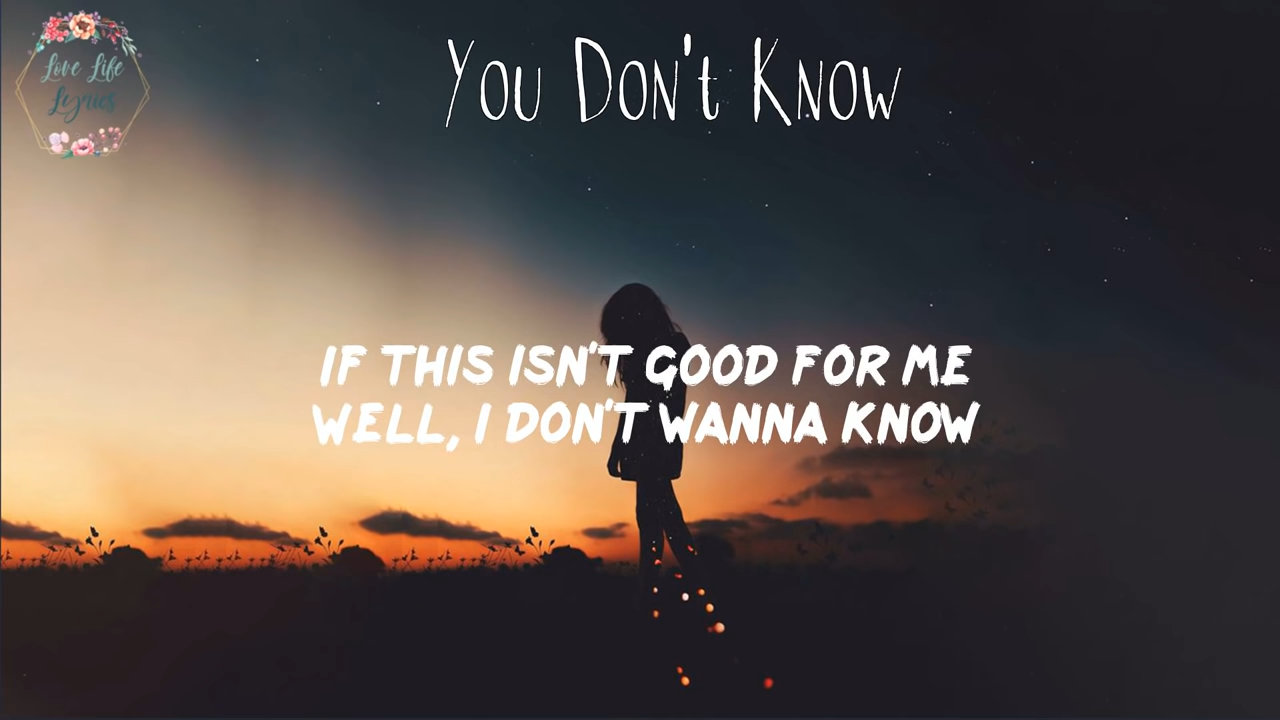 Love Life
Lyrics
You Don't Know
IF THIS ISN'T GOOD FOR ME
WELL, I DON'T WANNA KNOW